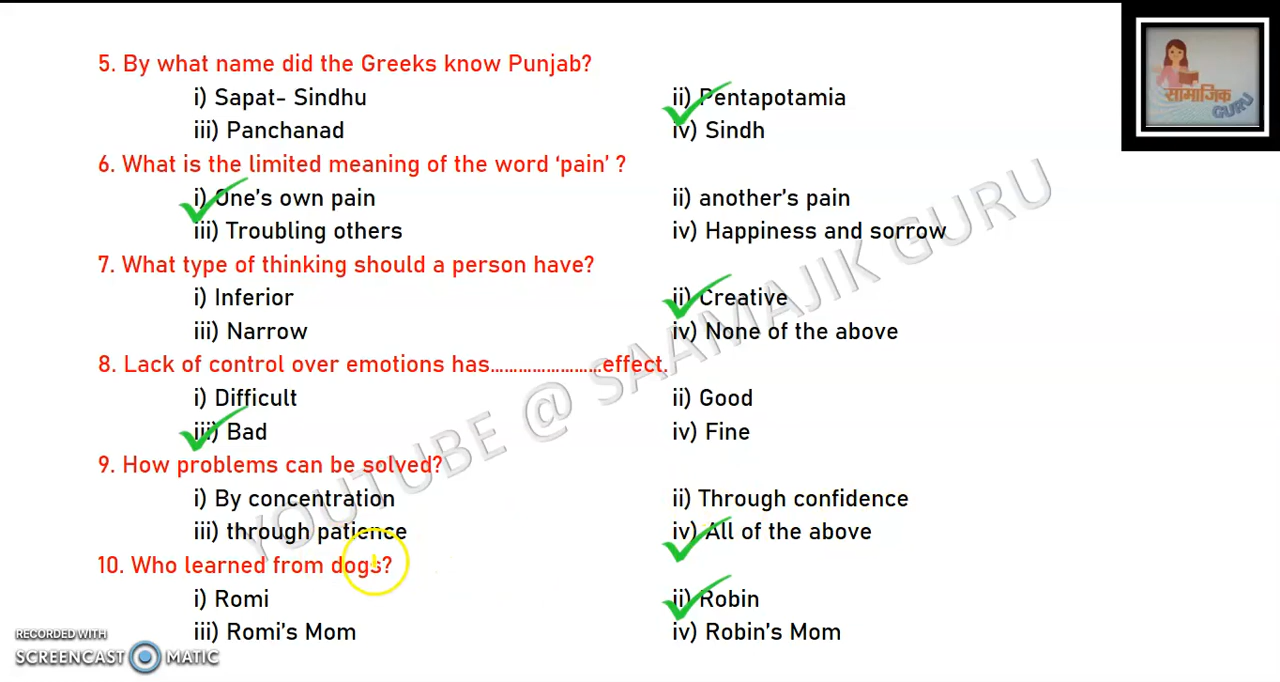 5. By what name did the Greeks know Punjab?
i) Sapat- Sindhu ii) Pentapotamia
iii) Panchanad iv) Sindh
6. What is the limited meaning of the word ‘pain’ ?
i) One’s own pain ii) another’s pain
iii) Troubling others iv) Happiness and sorrow
7. What type of thinking should a person have?
i) Inferior ii) Creative
iii) Narrow iv) None of the above
8. Lack of control over emotions has........................effect.
i) Difficult ii) Good
iii) Bad iv) Fine
9. How problems can be solved?
i) By concentration ii) Through confidence
iii) through patience iv) All of the above
10. Who learned from dogs?
i) Romi ii) Robin
iii) Romi’s Mom iv) Robin’s Mom
सामाजिक
GURU
YOUTUBE @ SAAMAJIK GURU
RECORDED WITH
SCREENCAST MATIC